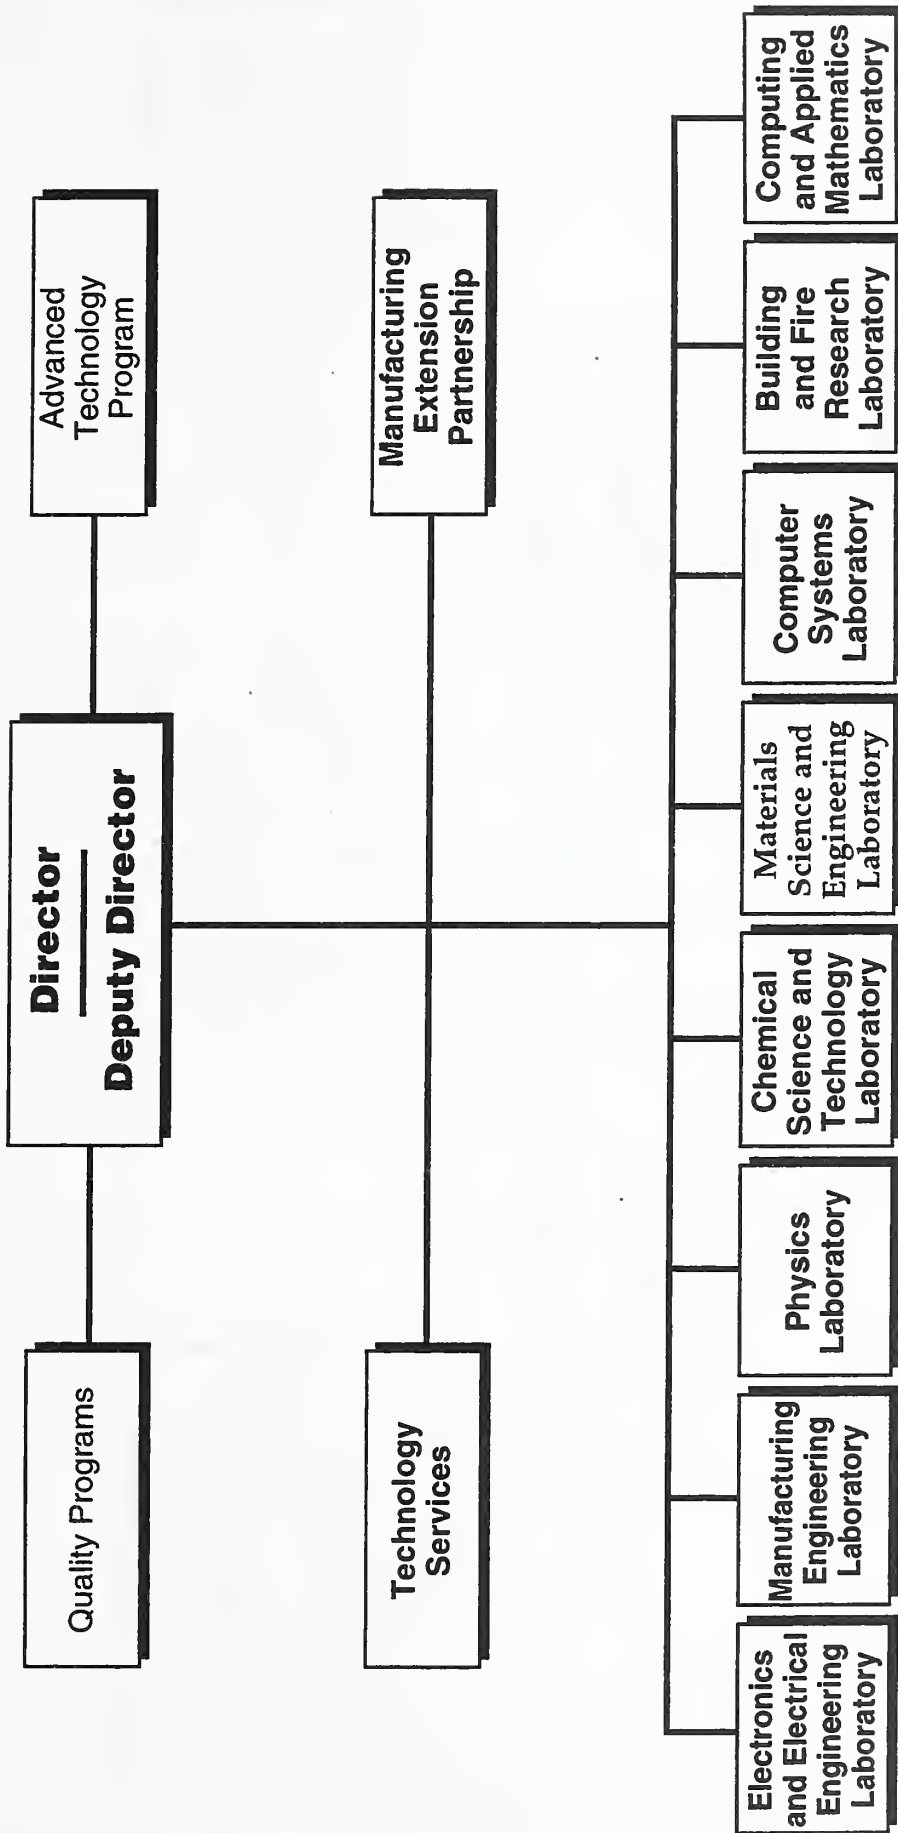 Director
Deputy Director
Quality Programs
Advanced
Technology
Program
Technology
Services
Manufacturing
Extension
Partnership
Electronics
and Electrical
Engineering
Laboratory
Manufacturing
Engineering
Laboratory
Physics
Laboratory
Chemical
Science and
Technology
Laboratory
Materials
Science and
Engineering
Laboratory
Computer
Systems
Laboratory
Building
and Fire
Research
Laboratory
Computing
and Applied
Mathematics
Laboratory